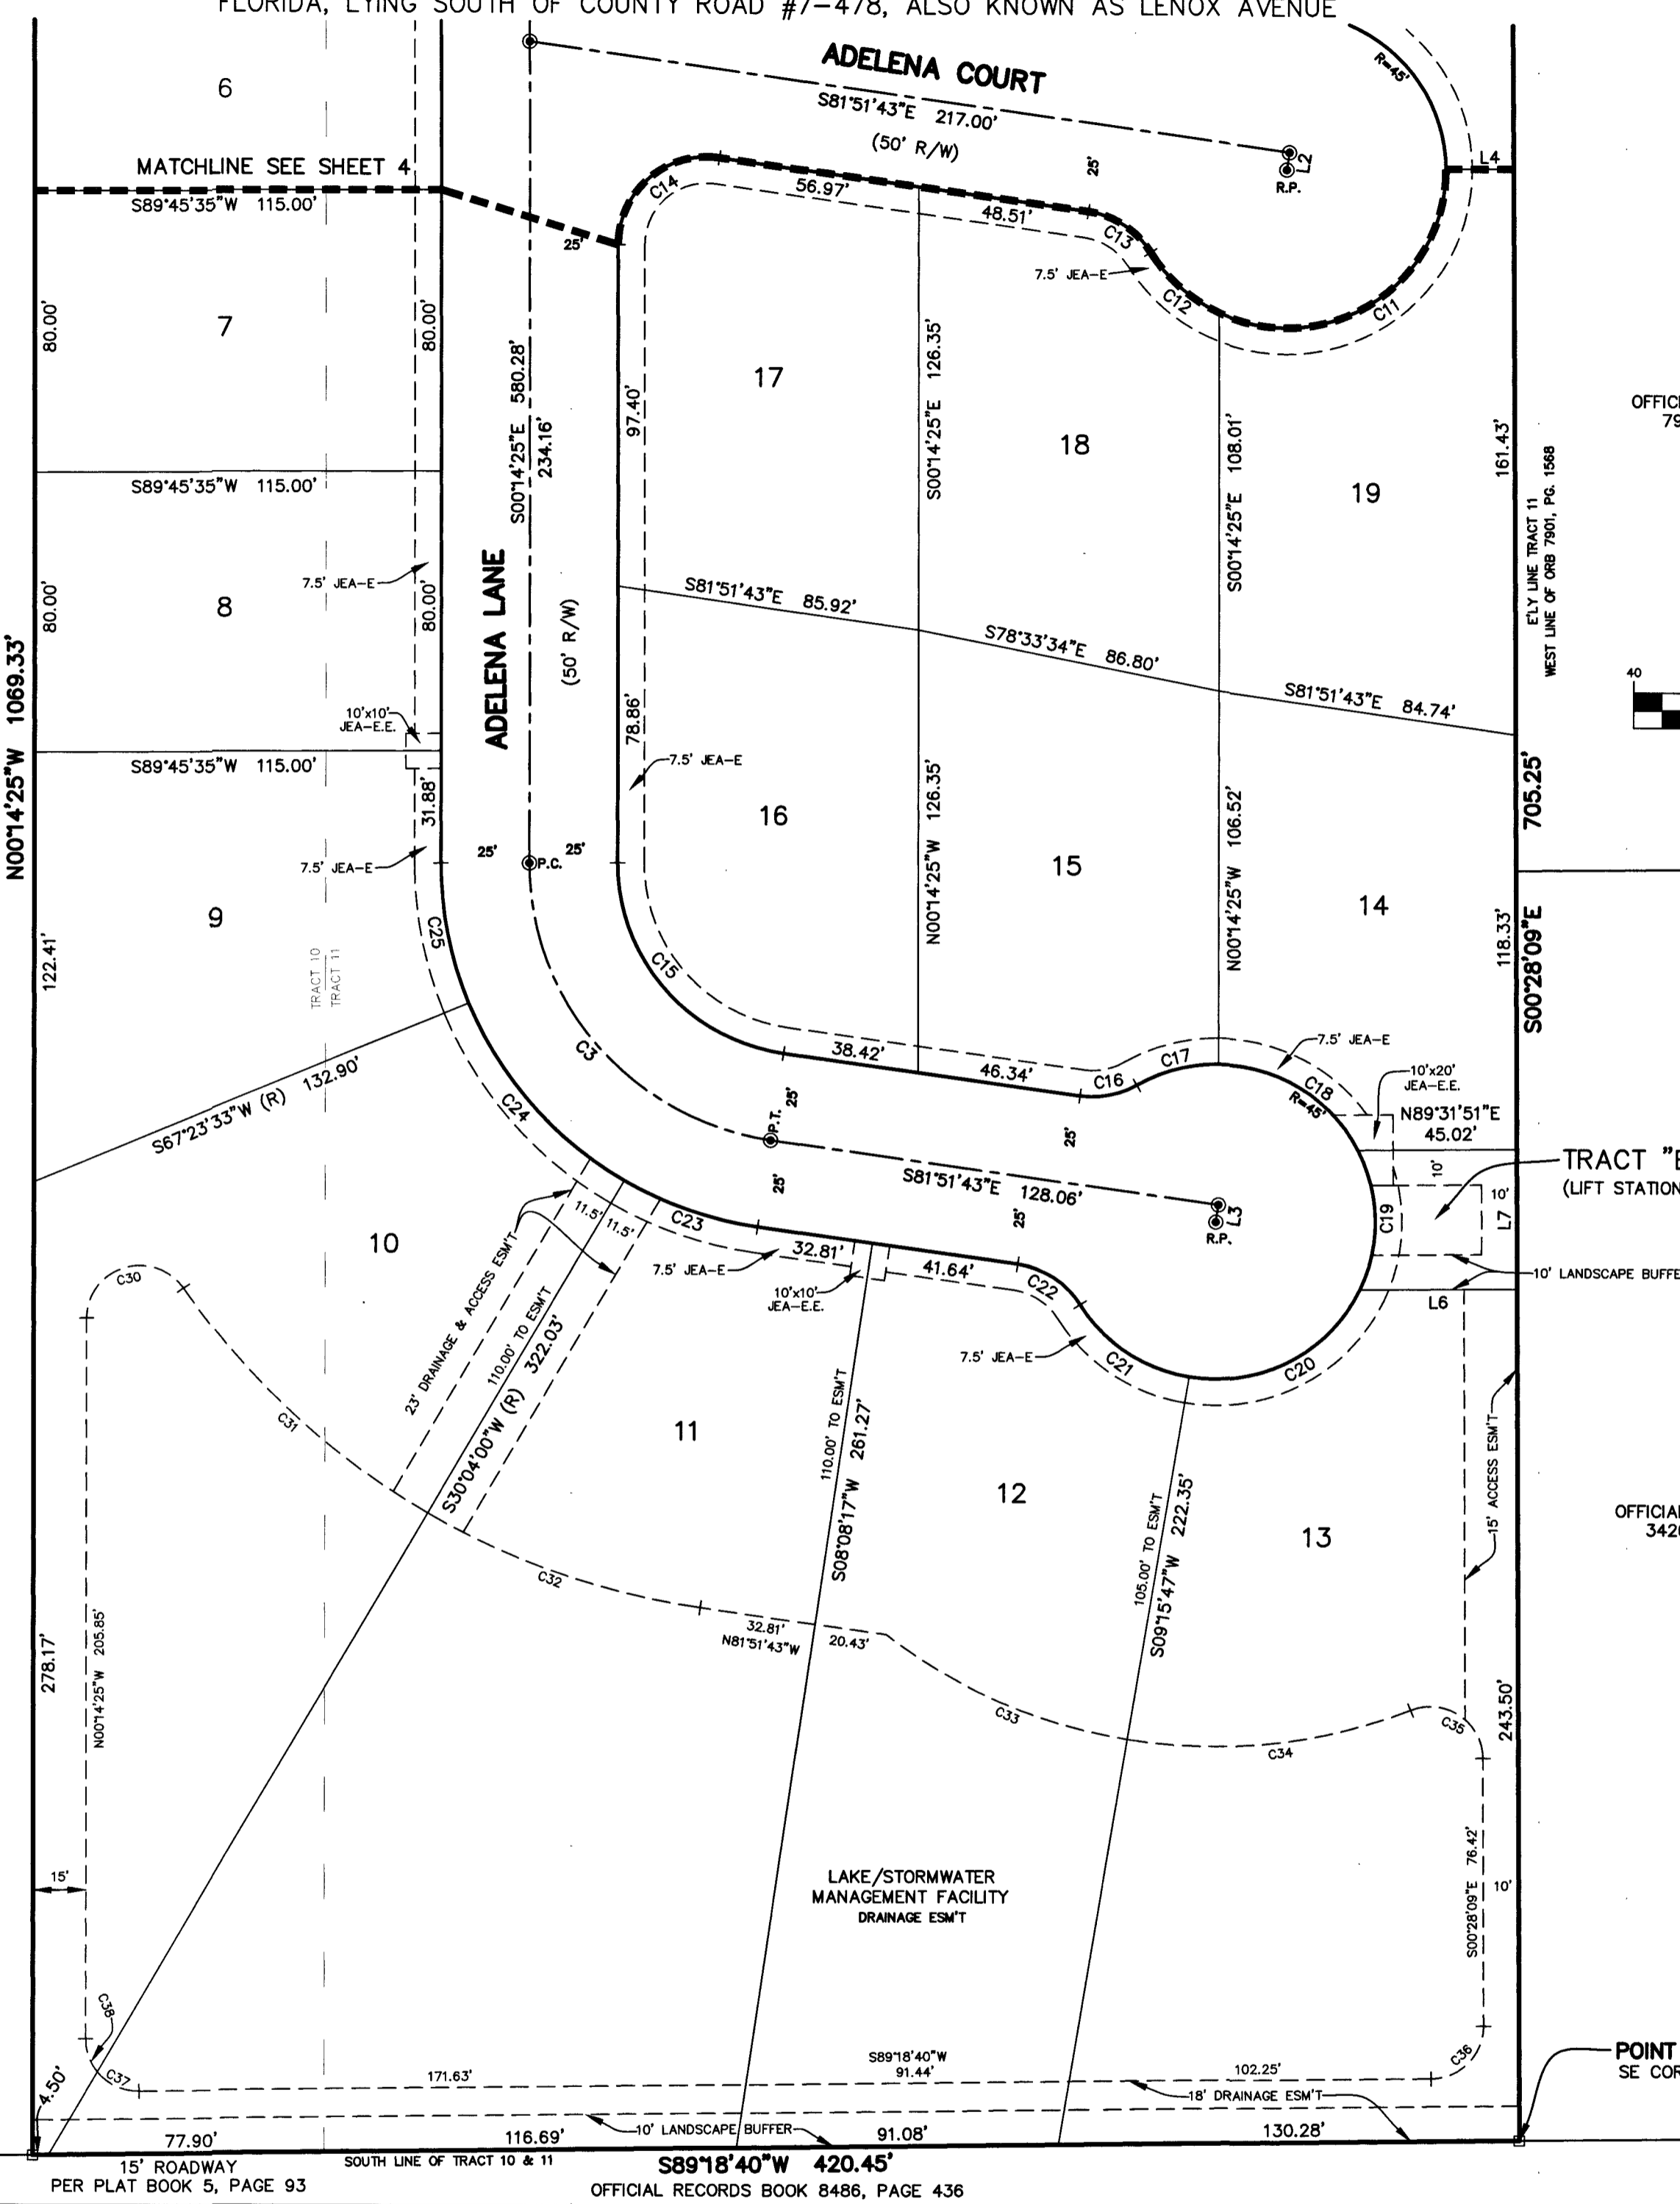 FLORIDA, LYING SOUTH OF COUNTY ROAD #7-478, ALSO KNOWN AS LENOX AVENUE
ADELENA COURT
S81°51'43"E 217.00'
(50' R/W)
R=45'
25'
L2
R.P.
L4
6
MATCHLINE SEE SHEET 4
S89°45'35"W 115.00'
25'
C14
56.97'
48.51'
C13
7.5' JEA-E
C12
C11
80.00'
7
80.00'
S00°14'25"E 580.28'
234.16'
97.40'
17
S00°14'25"E 126.35'
18
S00°14'25"E 108.01'
19
161.43'
E'LY LINE TRACT 11
WEST LINE OF ORB 7901, PG. 1568
OFFICI
79
S89°45'35"W 115.00'
7.5' JEA-E
80.00'
8
80.00'
ADELENA LANE
(50' R/W)
S81°51'43"E 85.92'
S78°33'34"E 86.80'
S81°51'43"E 84.74'
40
N00°14'25"W 1069.33'
10'x10'
JEA-E.E.
S89°45'35"W 115.00'
31.88'
78.86'
7.5' JEA-E
16
N00°14'25"W 126.35'
15
N00°14'25"W 106.52'
14
118.33'
705.25'
S00°28'09"E
7.5' JEA-E
25'
P.C.
25'
9
122.41'
C25
TRACT 10
TRACT 11
C15
C3
38.42'
46.34'
C16
C17
7.5' JEA-E
C18
R=45'
10'x20'
JEA-E.E.
N89°31'51"E
45.02'
S67°23'33"W (R) 132.90'
C24
P.T.
25'
25'
S81°51'43"E 128.06'
25'
25'
L3
R.P.
C19
10'
10'
L7
TRACT "E
(LIFT STATION
10' LANDSCAPE BUFFE
L6
10
11.5'
11.5'
C23
7.5' JEA-E
32.81'
10'x10'
JEA-E.E.
41.64'
C22
7.5' JEA-E
C21
C20
C30
C31
23' DRAINAGE & ACCESS ESM'T
110.00' TO ESM'T
S30°04'00"W (R) 322.03'
11
110.00' TO ESM'T
S08°08'17"W 261.27'
12
105.00' TO ESM'T
S09°15'47"W 222.35'
13
15' ACCESS ESM'T
OFFICIAL
342
C32
32.81'
N81°51'43"W
20.43'
C33
C34
C35
243.50'
278.17'
N00°14'25"W 205.85'
15'
LAKE/STORMWATER
MANAGEMENT FACILITY
DRAINAGE ESM'T
S00°28'09"E 76.42'
10'
C38
C37
4.50'
171.63'
S89°18'40"W
91.44'
102.25'
C36
18' DRAINAGE ESM'T
POINT
SE COR
77.90'
116.69'
10' LANDSCAPE BUFFER
91.08'
130.28'
15' ROADWAY
PER PLAT BOOK 5, PAGE 93
SOUTH LINE OF TRACT 10 & 11
S89°18'40"W 420.45'
OFFICIAL RECORDS BOOK 8486, PAGE 436